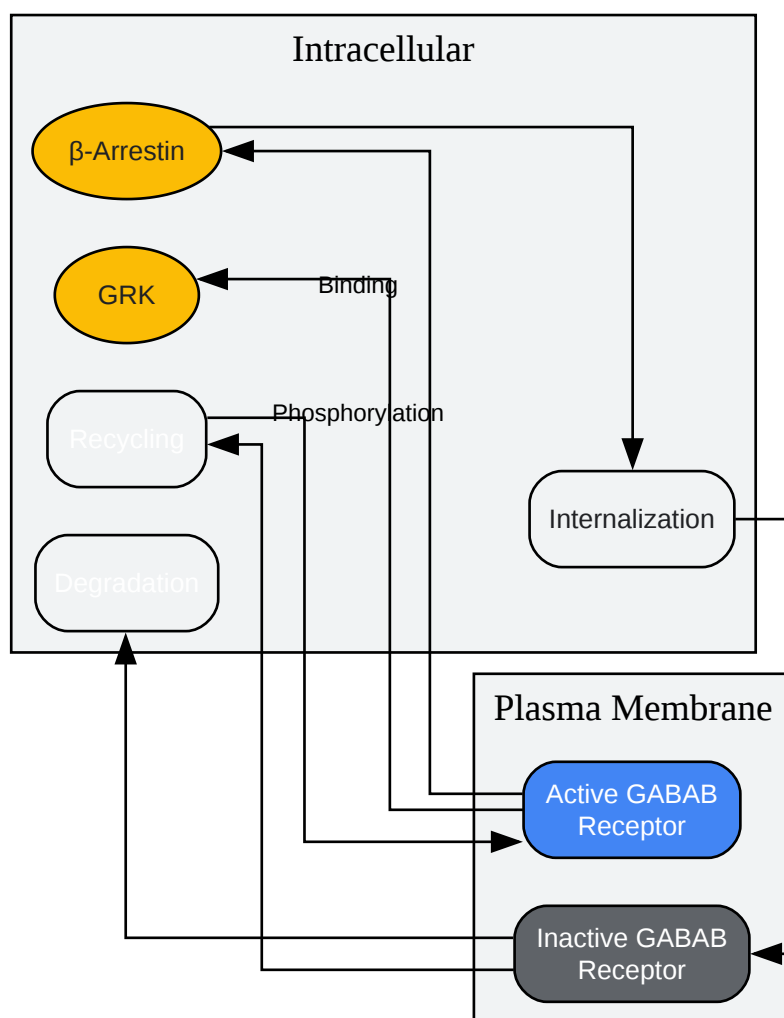 Intracellular
β-Arrestin
GRK
Binding
Phosphorylation
Recycling
Internalization
Degradation
Plasma Membrane
Active GABAB
Receptor
Inactive GABAB
Receptor